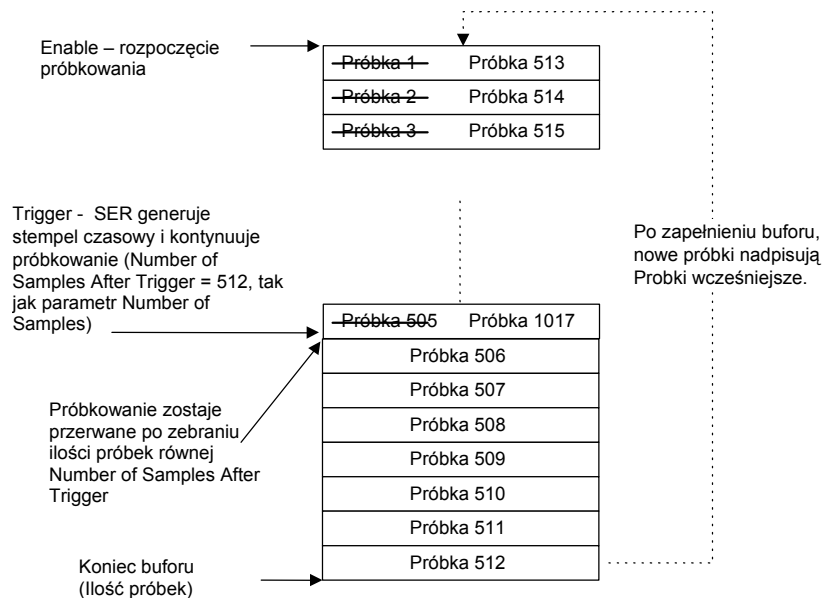 Enable – rozpoczęcie
próbkowania
Próbka 1 Próbka 513
Próbka 2 Próbka 514
Próbka 3 Próbka 515
Trigger - SER generuje
stempel czasowy i kontynuuje
próbkowanie (Number of
Samples After Trigger = 512, tak
jak parametr Number of
Samples)
Po zapełnieniu buforu,
nowe próbki nadpisują
Probki wcześniejsze.
Próbka 505 Próbka 1017
Próbka 506
Próbka 507
Próbka 508
Próbka 509
Próbka 510
Próbka 511
Próbka 512
Próbkowanie zostaje
przerwane po zebraniu
ilości próbek równej
Number of Samples After
Trigger
Koniec buforu
(Ilość próbek)